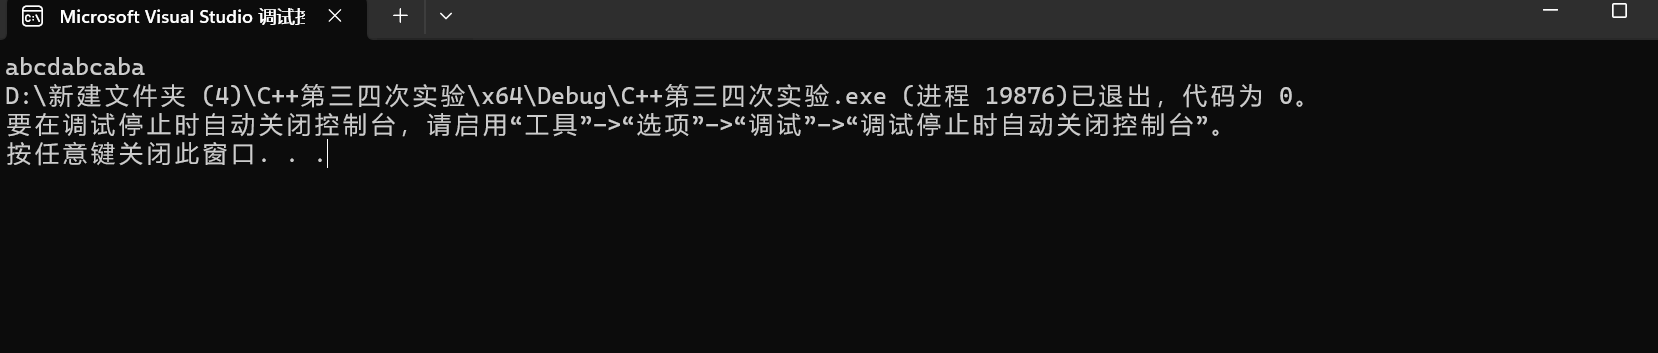 Microsoft Visual Studio 调试
abcdabcaba
D:\新建文件夹 (4)\C++第三四次实验\x64\Debug\C++第三四次实验.exe (进程 19876)已退出，代码为 0。
要在调试停止时自动关闭控制台，请启用“工具”->“选项”->“调试”->“调试停止时自动关闭控制台”。
按任意键关闭此窗口. . .